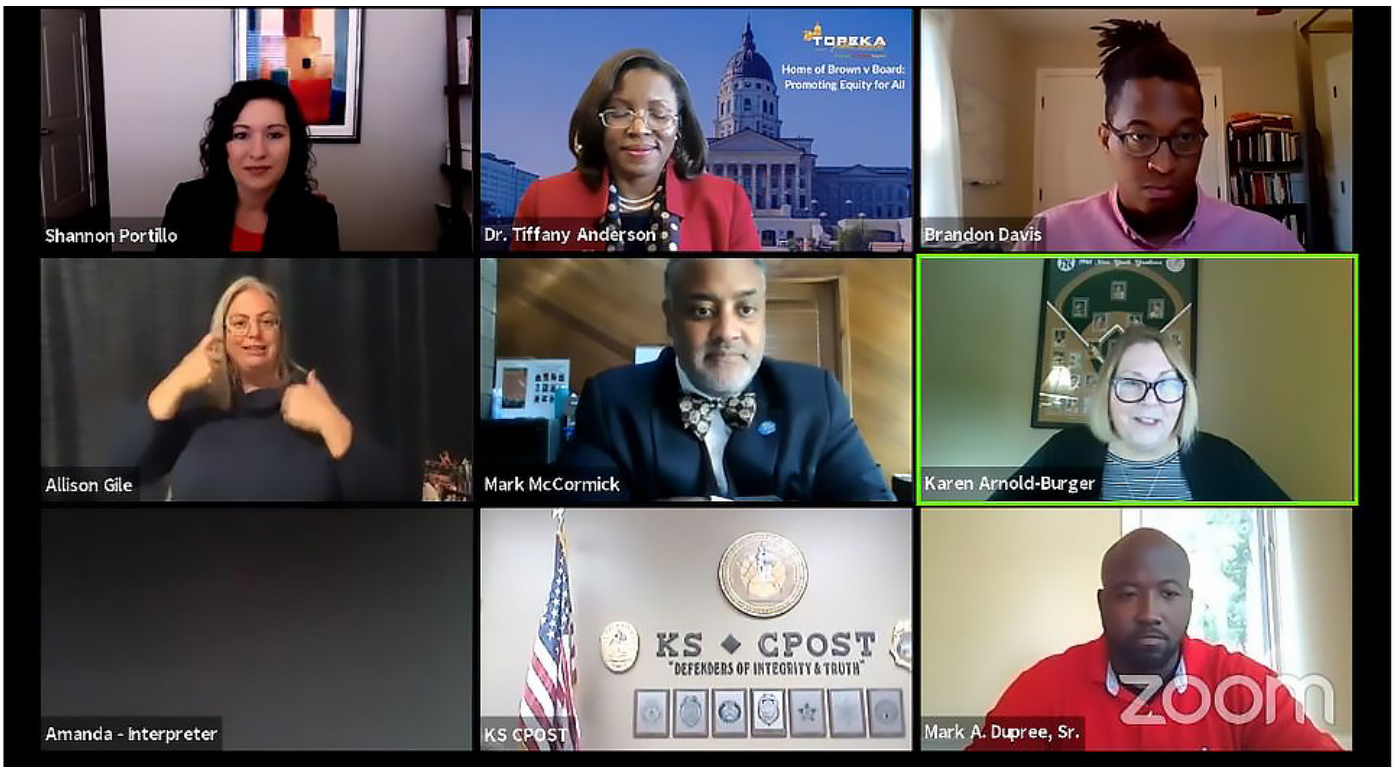 TOPEKA
Home of Brown v Board:
Promoting Equity for All
Shannon Portillo
Dr. Tiffany Anderson
Brandon Davis
Allison Gile
Mark McCormick
Karen Arnold-Burger
KS ◆ CPOST
"DEFENDERS OF INTEGRITY & TRUTH"
Amanda - Interpreter
KS CPOST
Mark A. Dupree, Sr.
zoom